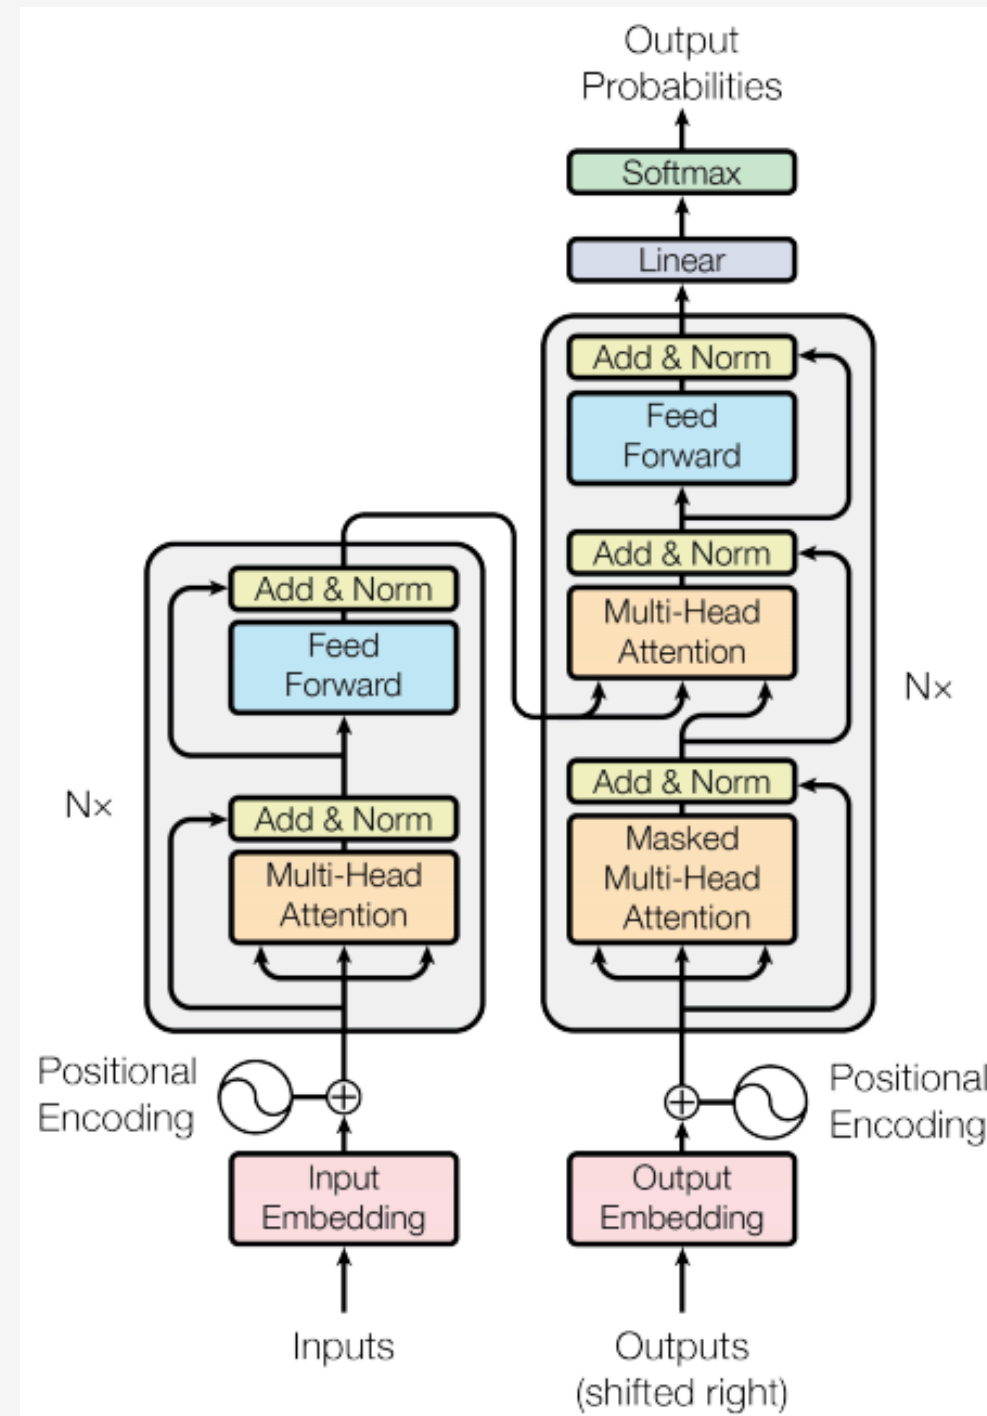 Output
Probabilities
Softmax
Linear
Add & Norm
Feed
Forward
Add & Norm
Multi-Head
Attention
Add & Norm
Masked
Multi-Head
Attention
Nx
Add & Norm
Feed
Forward
Add & Norm
Multi-Head
Attention
Nx
Positional
Encoding
Positional
Encoding
Input
Embedding
Output
Embedding
Inputs
Outputs
(shifted right)